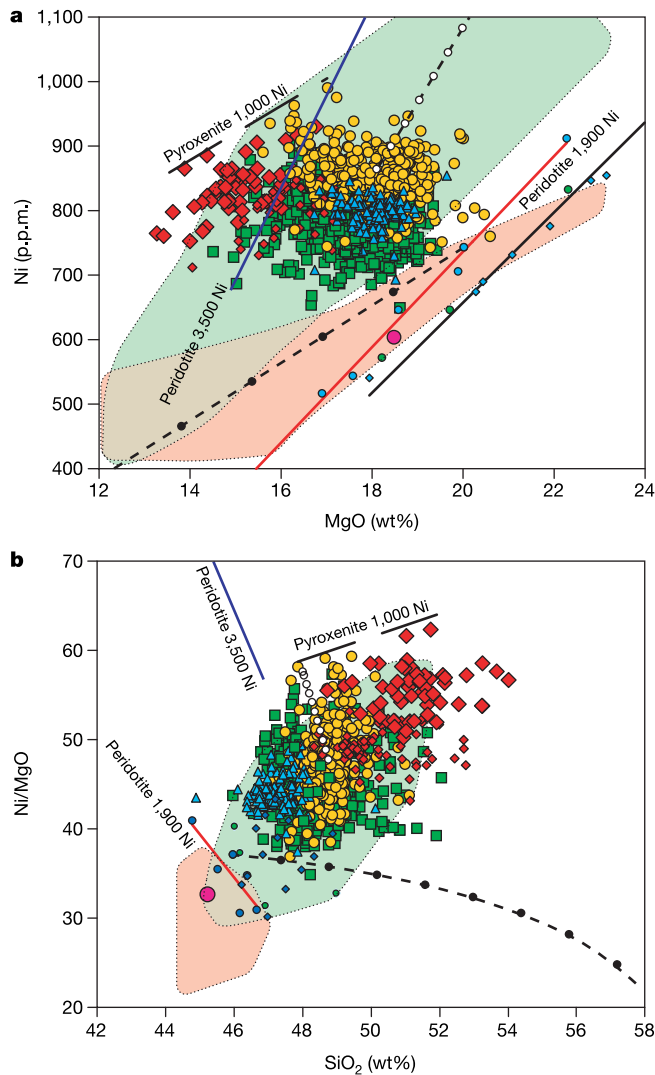 a
1,100
1,000
900
800
700
600
500
400
Ni (p.p.m.)
Pyroxenite 1,000 Ni
Peridotite 3,500 Ni
Peridotite 1,900 Ni
12
14
16
18
20
22
24
MgO (wt%)
b
70
60
50
40
30
20
Ni/MgO
Peridotite 3,500 Ni
Pyroxenite 1,000 Ni
Peridotite 1,900 Ni
42
44
46
48
50
52
54
56
58
SiO₂ (wt%)